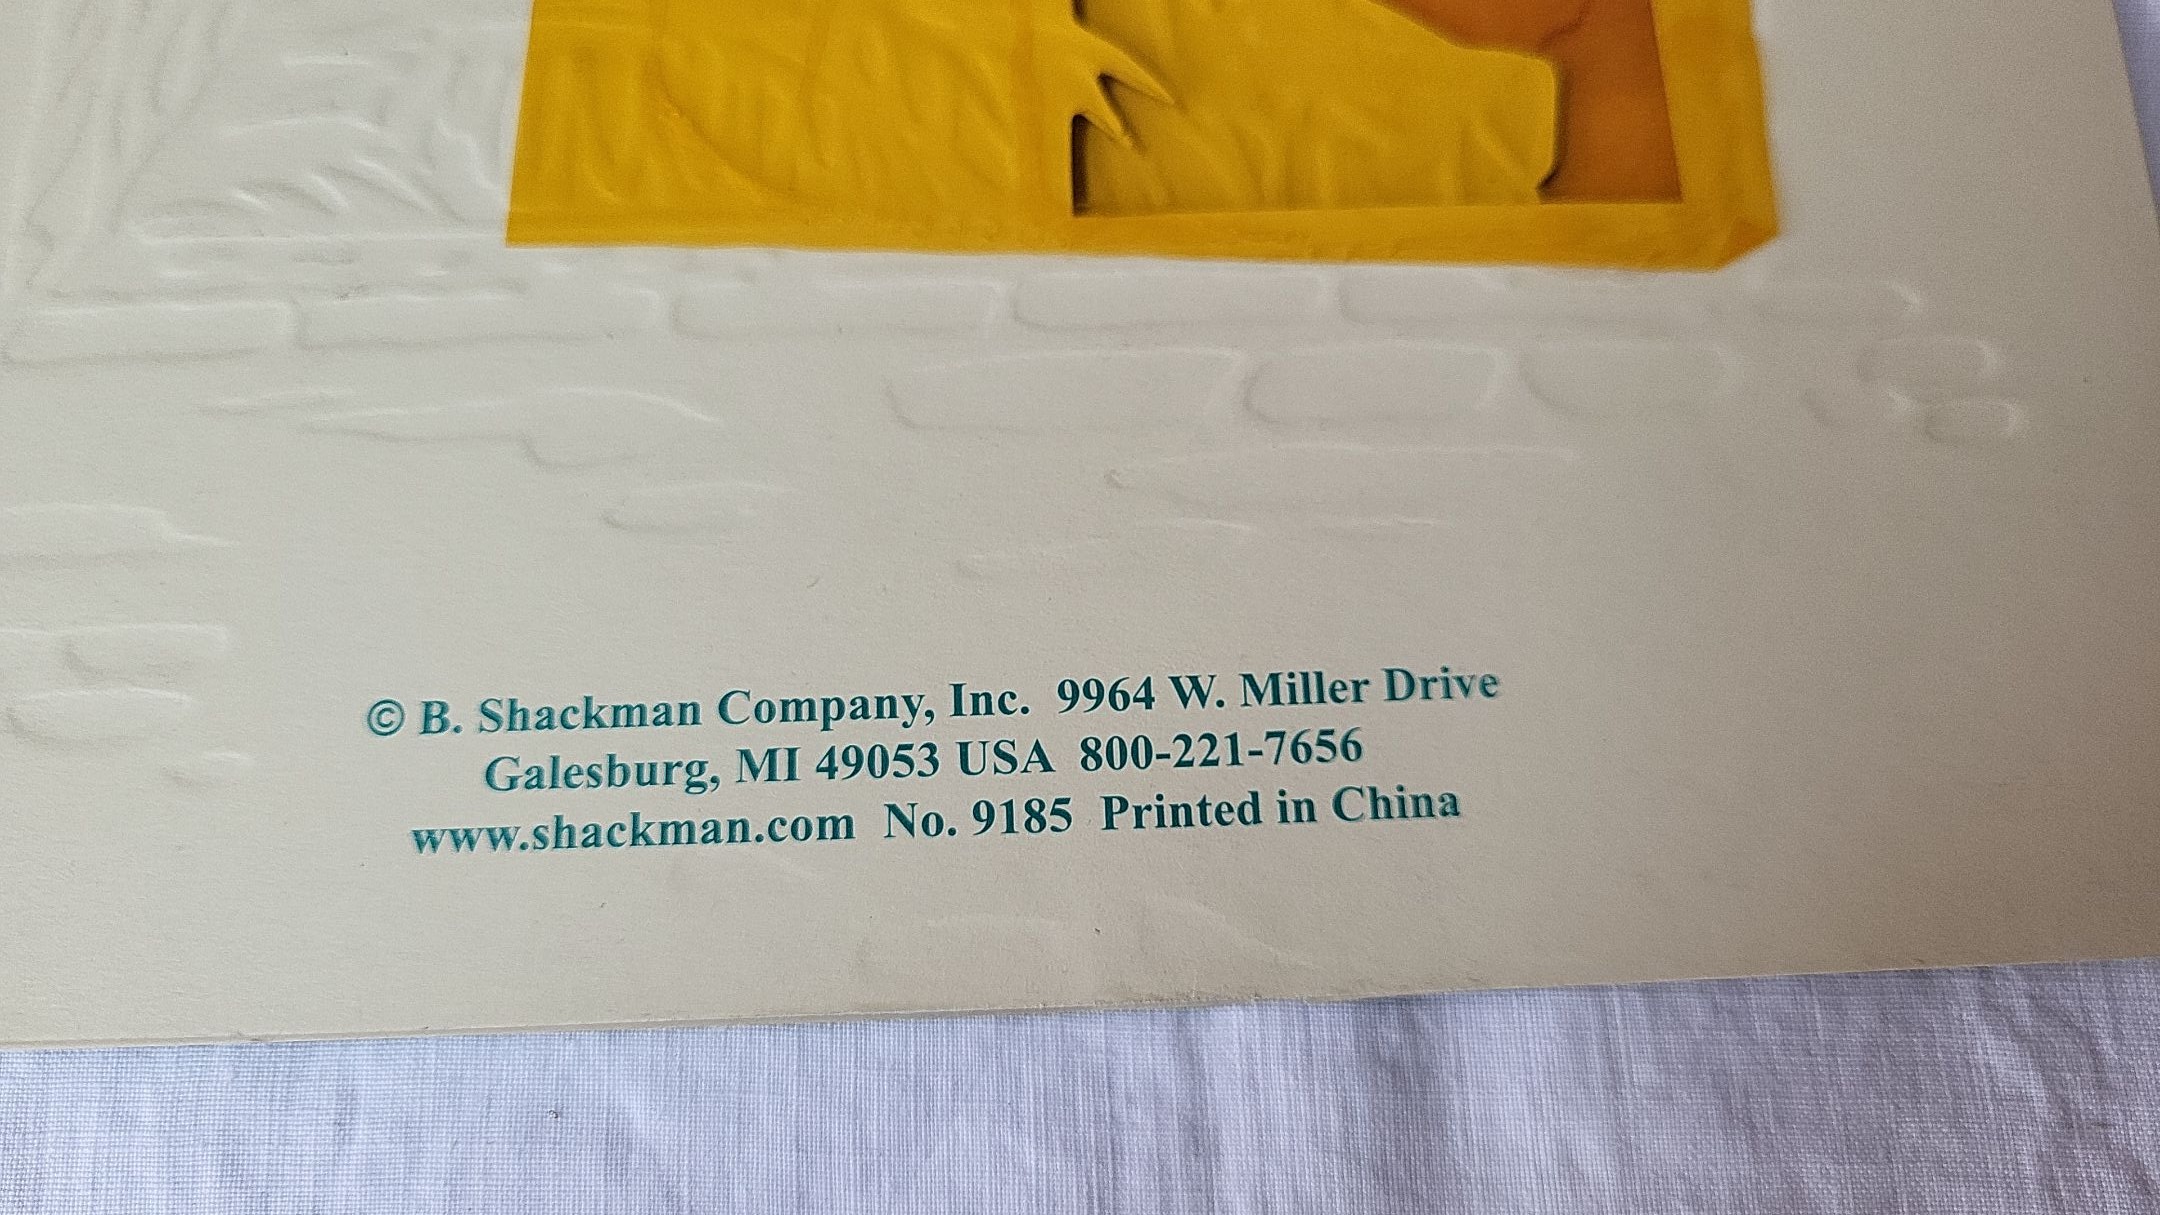 © B. Shackman Company, Inc. 9964 W. Miller Drive
Galesburg, MI 49053 USA 800-221-7656
www.shackman.com No. 9185 Printed in China